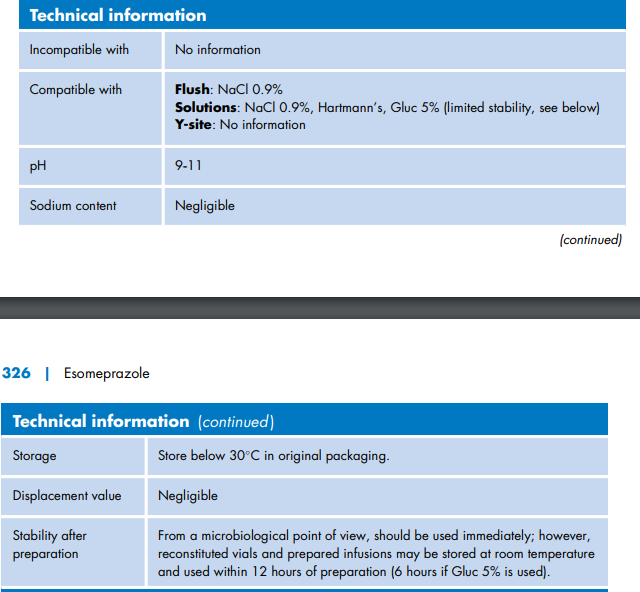 Technical information
Incompatible with No information
Compatible with Flush: NaCl 0.9%
Solutions: NaCl 0.9%, Hartmann's, Gluc 5% (limited stability, see below)
Y-site: No information
pH 9-11
Sodium content Negligible
(continued)
326 | Esomeprazole
Technical information (continued)
Storage Store below 30°C in original packaging.
Displacement value Negligible
Stability after preparation From a microbiological point of view, should be used immediately; however,
reconstituted vials and prepared infusions may be stored at room temperature
and used within 12 hours of preparation (6 hours if Gluc 5% is used).